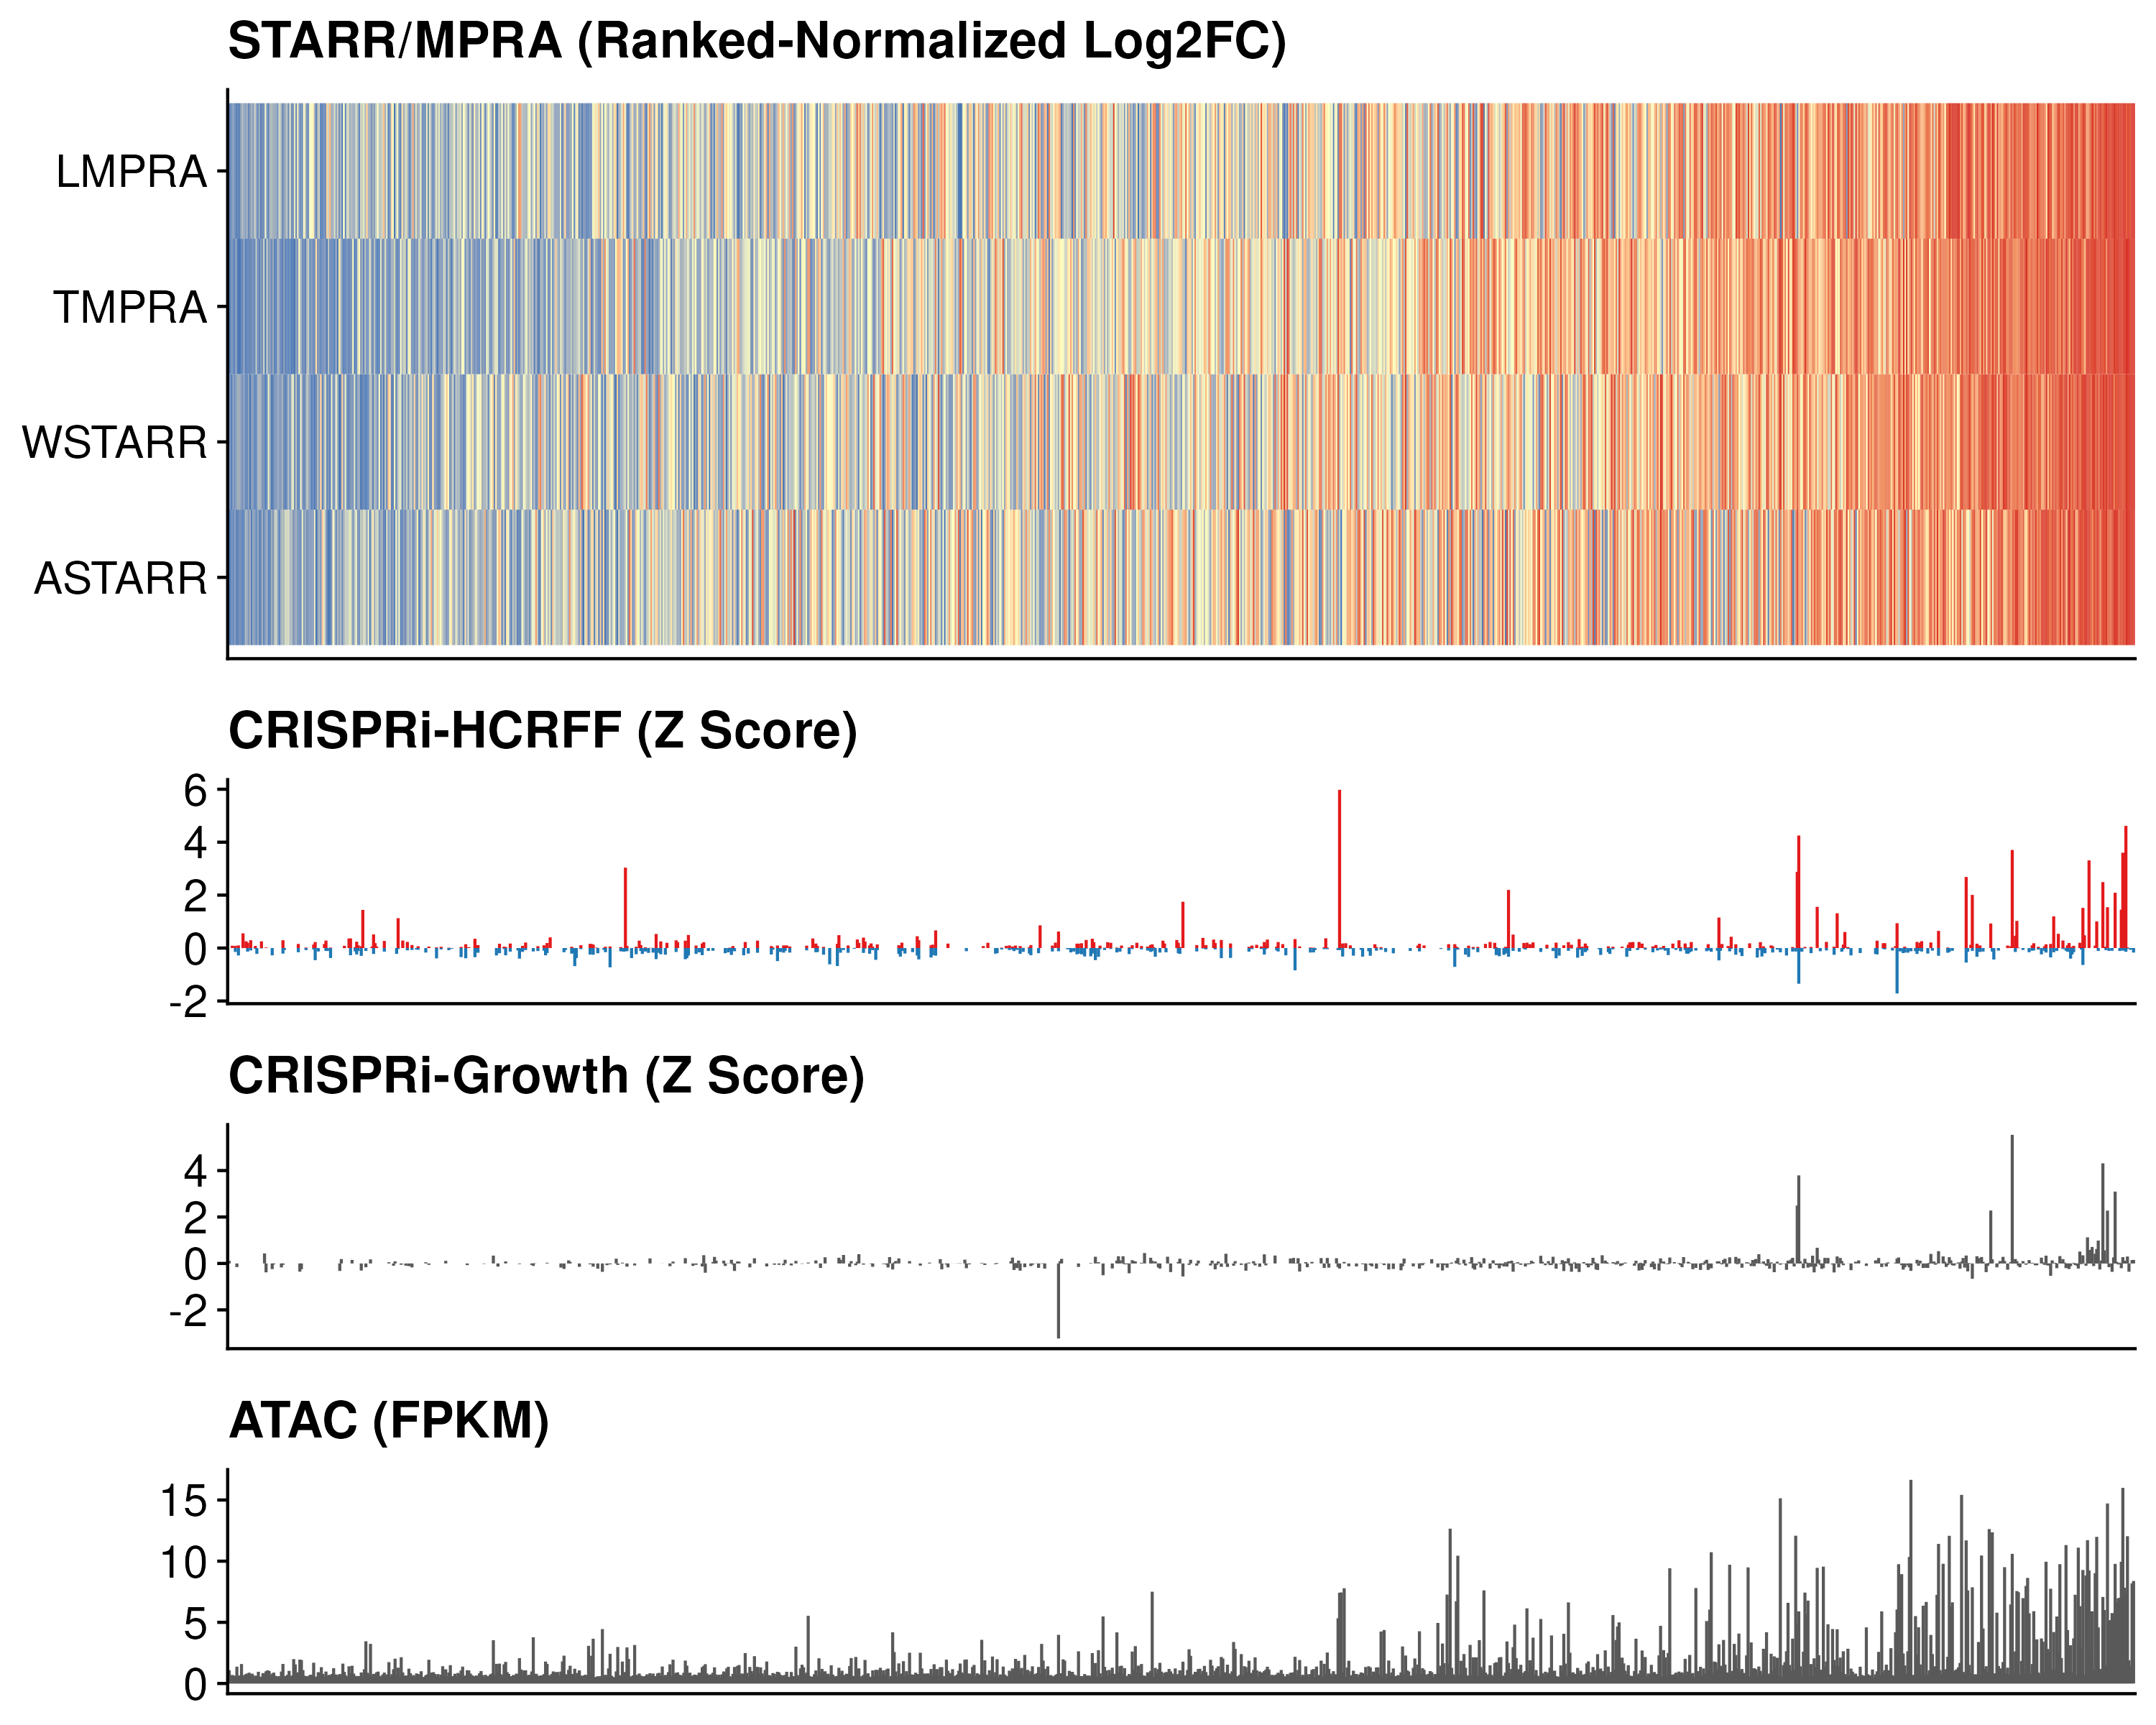 STARR/MPRA (Ranked-Normalized Log2FC)
LMPRA
TMPRA
WSTARR
ASTARR
CRISPRi-HCRFF (Z Score)
6
4
2
0
-2
CRISPRi-Growth (Z Score)
4
2
0
-2
ATAC (FPKM)
15
10
5
0